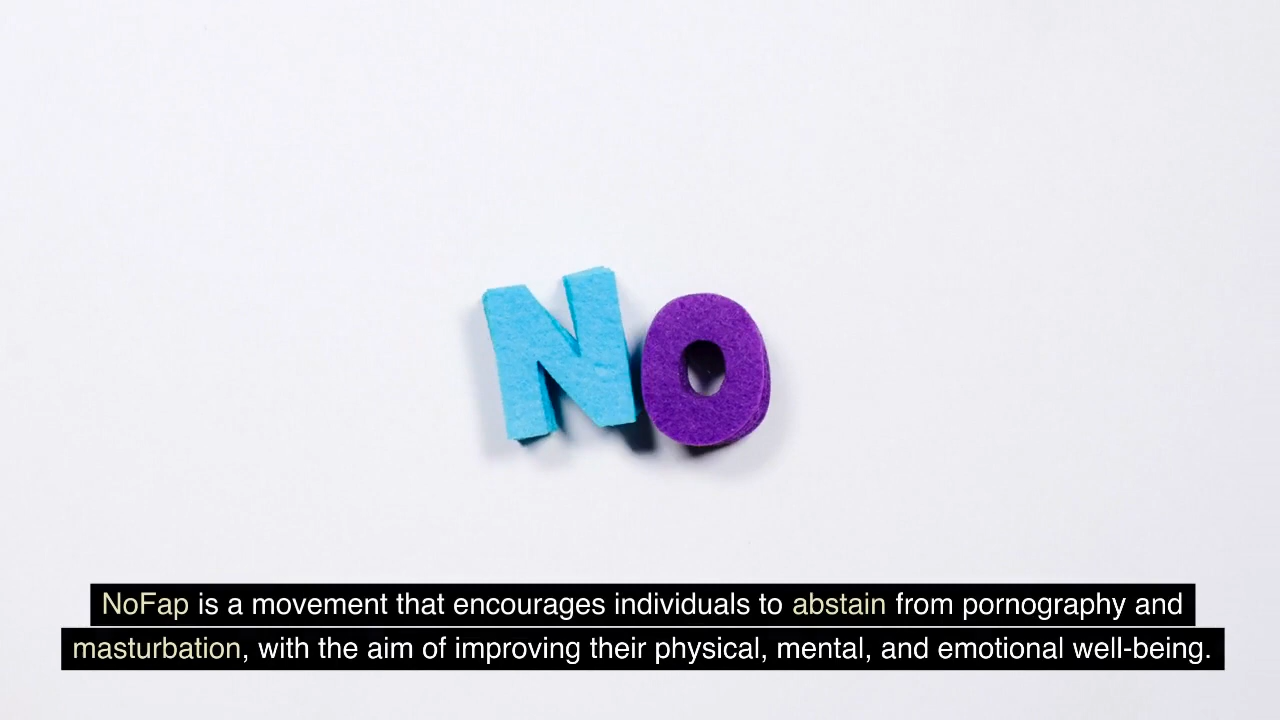 NO
NoFap is a movement that encourages individuals to abstain from pornography and
masturbation, with the aim of improving their physical, mental, and emotional well-being.